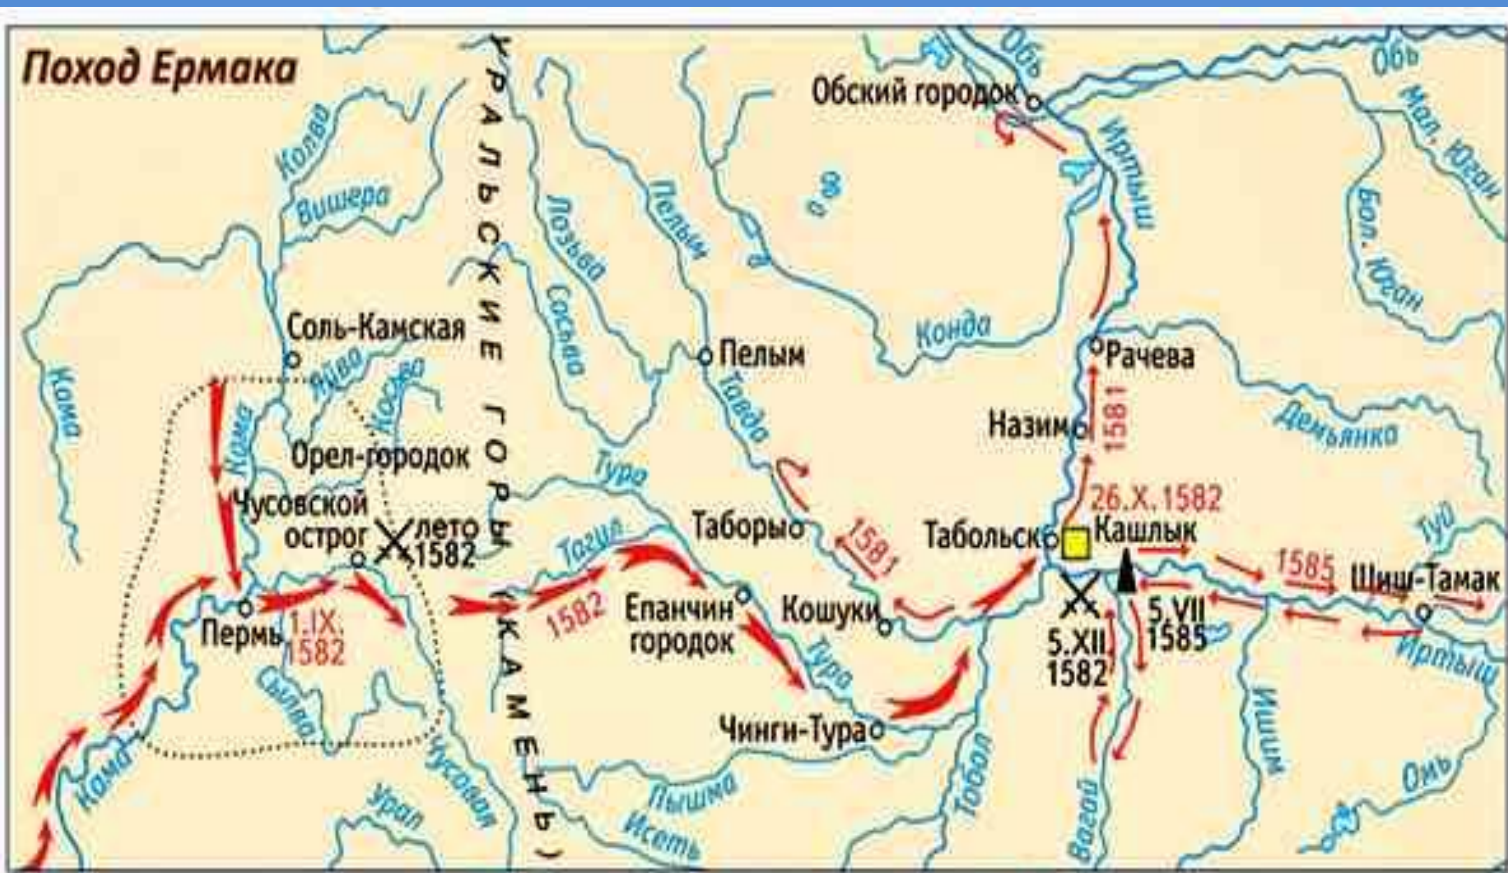 Поход Ермака
УРАЛЬСКИЕ ГОРЫ (КАМЕНЬ)
Обский городок
Обь
Обь
Иртыш
Мал. Юган
Бол. Юган
Колва
Вишера
Лозьва
Пелым
Сосьва
Конда
Соль-Камская
Яйва
Косьва
Кама
Кама
Пелым
Тавда
Рачева
Назим
1581
Демьянка
Орел-городок
Чусовской
острог
лето
1582
Тура
Тагил
Таборы
1581
Табольск
26.X.1582
Кашлык
Туй
1585
Шиш-Тамак
Пермь
1.IX.
1582
1582
Епанчин
городок
Кошуки
5.XII
1582
5.VII
1585
Иртыш
Сылва
Тура
Чинги-Тура
Кама
Чусовая
Урал
Пышма
Исеть
Тобол
Вагай
Ишим
Омь